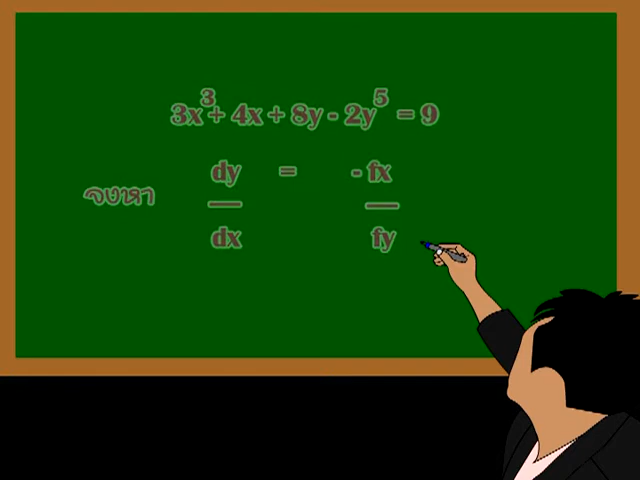 3x³+ 4x + 8y - 2y⁵ = 9
จงหา dy/dx = - fx/fy